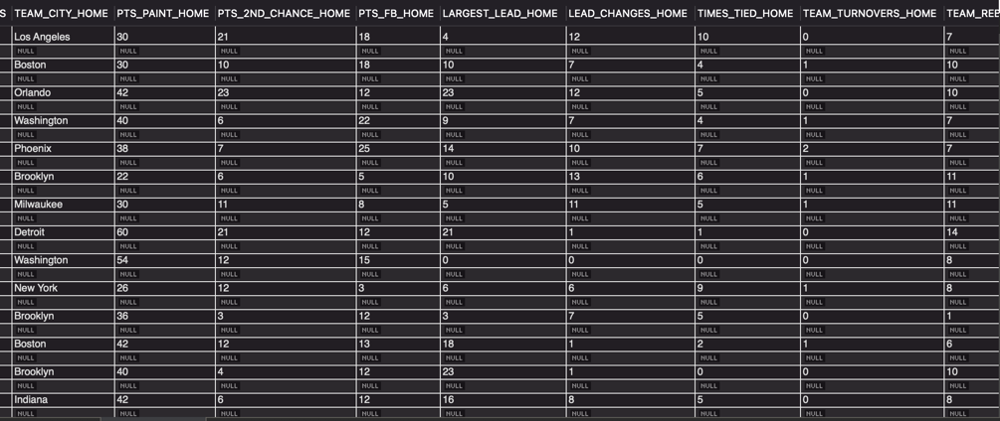 S TEAM_CITY_HOME PTS_PAINT_HOME PTS_2ND_CHANCE_HOME PTS_FB_HOME LARGEST_LEAD_HOME LEAD_CHANGES_HOME TIMES_TIED_HOME TEAM_TURNOVERS_HOME TEAM_REB
Los Angeles 30 21 18 4 12 10 0 7
NULL NULL NULL NULL NULL NULL NULL NULL NULL
Boston 30 10 18 10 7 4 1 10
NULL NULL NULL NULL NULL NULL NULL NULL NULL
Orlando 42 23 12 23 12 5 0 10
NULL NULL NULL NULL NULL NULL NULL NULL NULL
Washington 40 6 22 9 7 4 1 7
NULL NULL NULL NULL NULL NULL NULL NULL NULL
Phoenix 38 7 25 14 10 7 2 7
NULL NULL NULL NULL NULL NULL NULL NULL NULL
Brooklyn 22 6 5 10 13 6 1 11
NULL NULL NULL NULL NULL NULL NULL NULL NULL
Milwaukee 30 11 8 5 11 5 1 11
NULL NULL NULL NULL NULL NULL NULL NULL NULL
Detroit 60 21 12 21 1 1 0 14
NULL NULL NULL NULL NULL NULL NULL NULL NULL
Washington 54 12 15 0 0 0 0 8
NULL NULL NULL NULL NULL NULL NULL NULL NULL
New York 26 12 3 6 6 9 1 8
NULL NULL NULL NULL NULL NULL NULL NULL NULL
Brooklyn 36 3 12 3 7 5 0 1
NULL NULL NULL NULL NULL NULL NULL NULL NULL
Boston 42 12 13 18 1 2 1 6
NULL NULL NULL NULL NULL NULL NULL NULL NULL
Brooklyn 40 4 12 23 1 0 0 10
NULL NULL NULL NULL NULL NULL NULL NULL NULL
Indiana 42 6 12 16 8 5 0 8
NULL NULL NULL NULL NULL NULL NULL NULL NULL